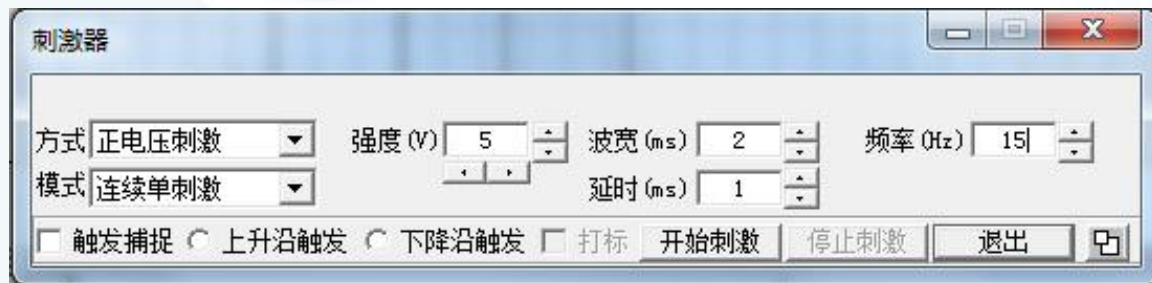 刺激器
方式 正电压刺激 强度(V) 5 波宽(ms) 2 频率(Hz) 15
模式 连续单刺激 延时(ms) 1
触发捕捉 上升沿触发 下降沿触发 打标 开始刺激 停止刺激 退出